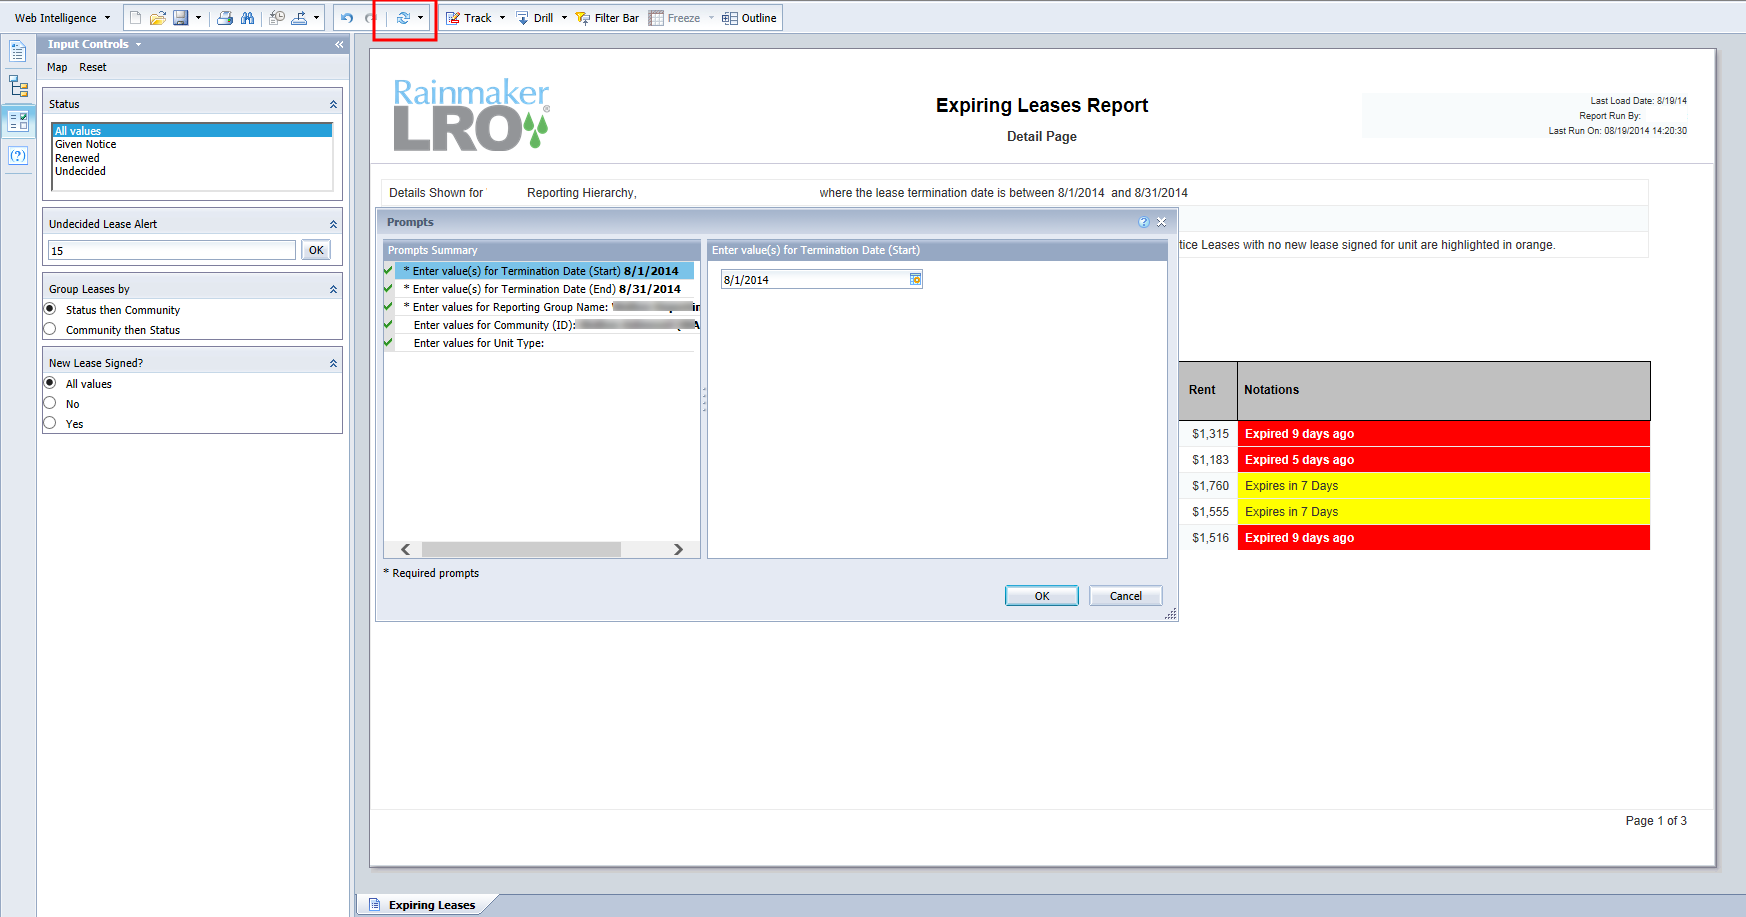 Web Intelligence
Track
Drill
Filter Bar
Freeze
Outline
Input Controls
Map Reset
Status
All values
Given Notice
Renewed
Undecided
Undecided Lease Alert
15
OK
Group Leases by
Status then Community
Community then Status
New Lease Signed?
All values
No
Yes
Rainmaker
LRO®
Expiring Leases Report
Detail Page
Last Load Date: 8/19/14
Report Run By:
Last Run On: 08/19/2014 14:20:30
Details Shown for Reporting Hierarchy, where the lease termination date is between 8/1/2014 and 8/31/2014
tice Leases with no new lease signed for unit are highlighted in orange.
Prompts
Prompts Summary
* Enter value(s) for Termination Date (Start) 8/1/2014
* Enter value(s) for Termination Date (End) 8/31/2014
* Enter values for Reporting Group Name:
Enter values for Community (ID):
Enter values for Unit Type:
Enter value(s) for Termination Date (Start)
8/1/2014
* Required prompts
OK
Cancel
Rent Notations
$1,315 Expired 9 days ago
$1,183 Expired 5 days ago
$1,760 Expires in 7 Days
$1,555 Expires in 7 Days
$1,516 Expired 9 days ago
Page 1 of 3
Expiring Leases